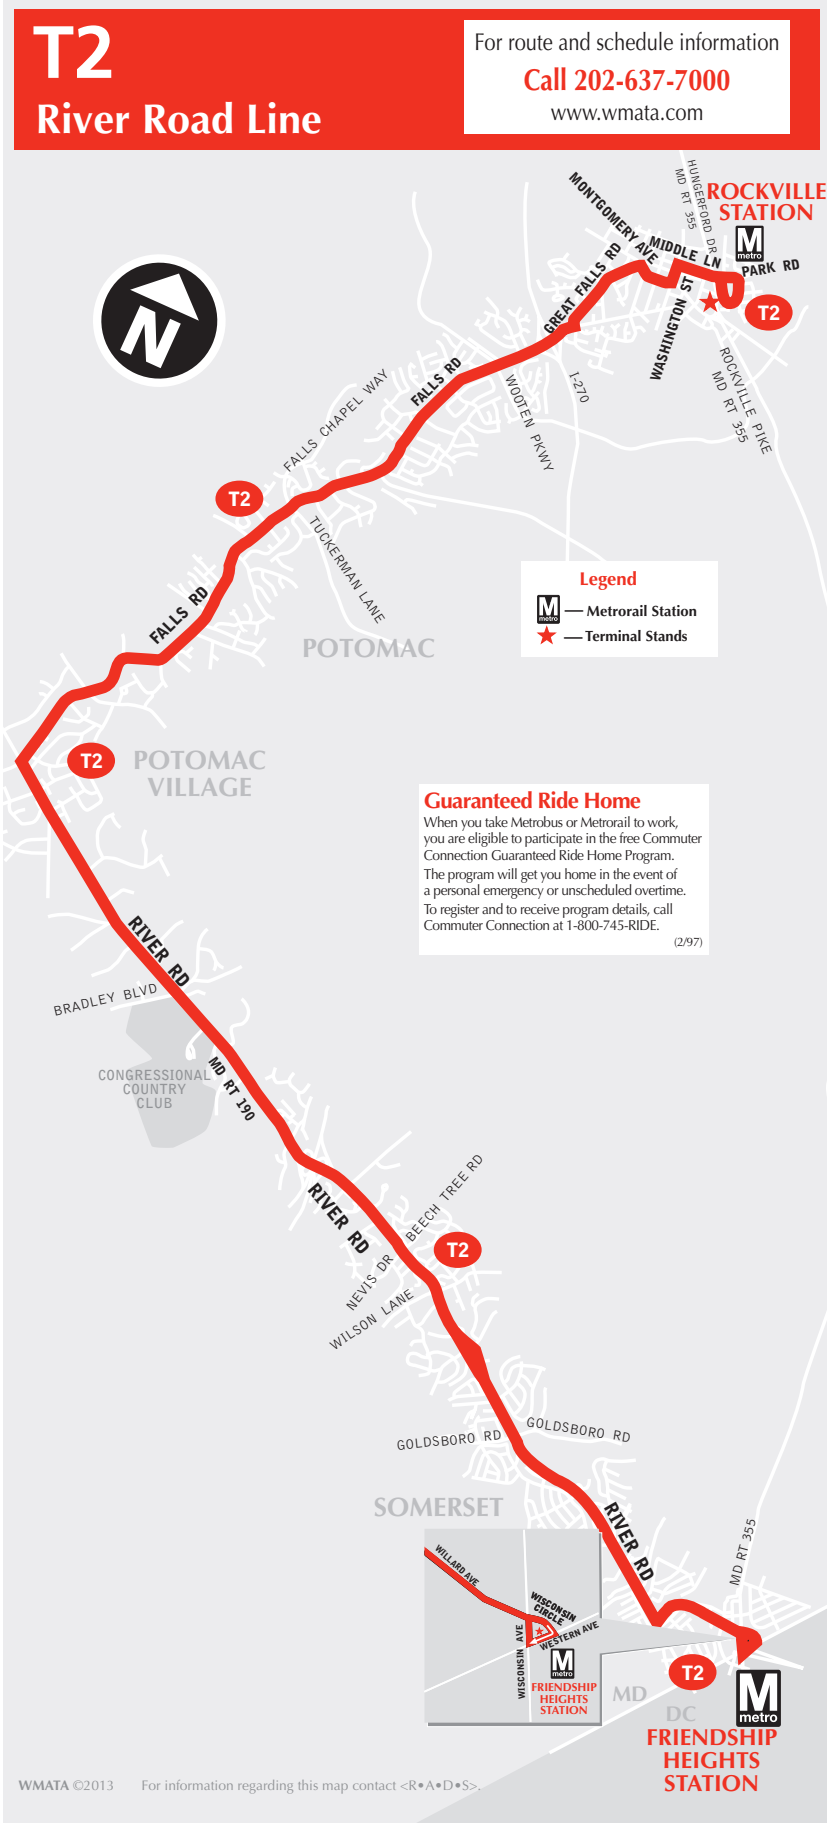 T2
River Road Line
For route and schedule information
Call 202-637-7000
www.wmata.com
HUNGERFORD DR
MD RT 355
ROCKVILLE
STATION
M
metro
MONTGOMERY AVE
MIDDLE LN
PARK RD
GREAT FALLS RD
WASHINGTON ST
T2
N
FALLS RD
I-270
ROCKVILLE PIKE
MD RT 355
WOOTEN PKWY
FALLS CHAPEL WAY
T2
TUCKERMAN LANE
Legend
M
metro
— Metrorail Station
— Terminal Stands
FALLS RD
POTOMAC
T2
POTOMAC
VILLAGE
Guaranteed Ride Home
When you take Metrobus or Metrorail to work,
you are eligible to participate in the free Commuter
Connection Guaranteed Ride Home Program.
The program will get you home in the event of
a personal emergency or unscheduled overtime.
To register and to receive program details, call
Commuter Connection at 1-800-745-RIDE.
(2/97)
RIVER RD
BRADLEY BLVD
CONGRESSIONAL
COUNTRY
CLUB
MD RT 190
RIVER RD
BEECH TREE RD
T2
NEVIS DR
WILSON LANE
GOLDSBORO RD
GOLDSBORO RD
SOMERSET
RIVER RD
MD RT 355
WILLARD AVE
WISCONSIN
CIRCLE
WESTERN AVE
WISCONSIN AVE
M
metro
FRIENDSHIP
HEIGHTS
STATION
MD
DC
T2
M
metro
FRIENDSHIP
HEIGHTS
STATION
WMATA ©2013 For information regarding this map contact <R•A•D•S>.